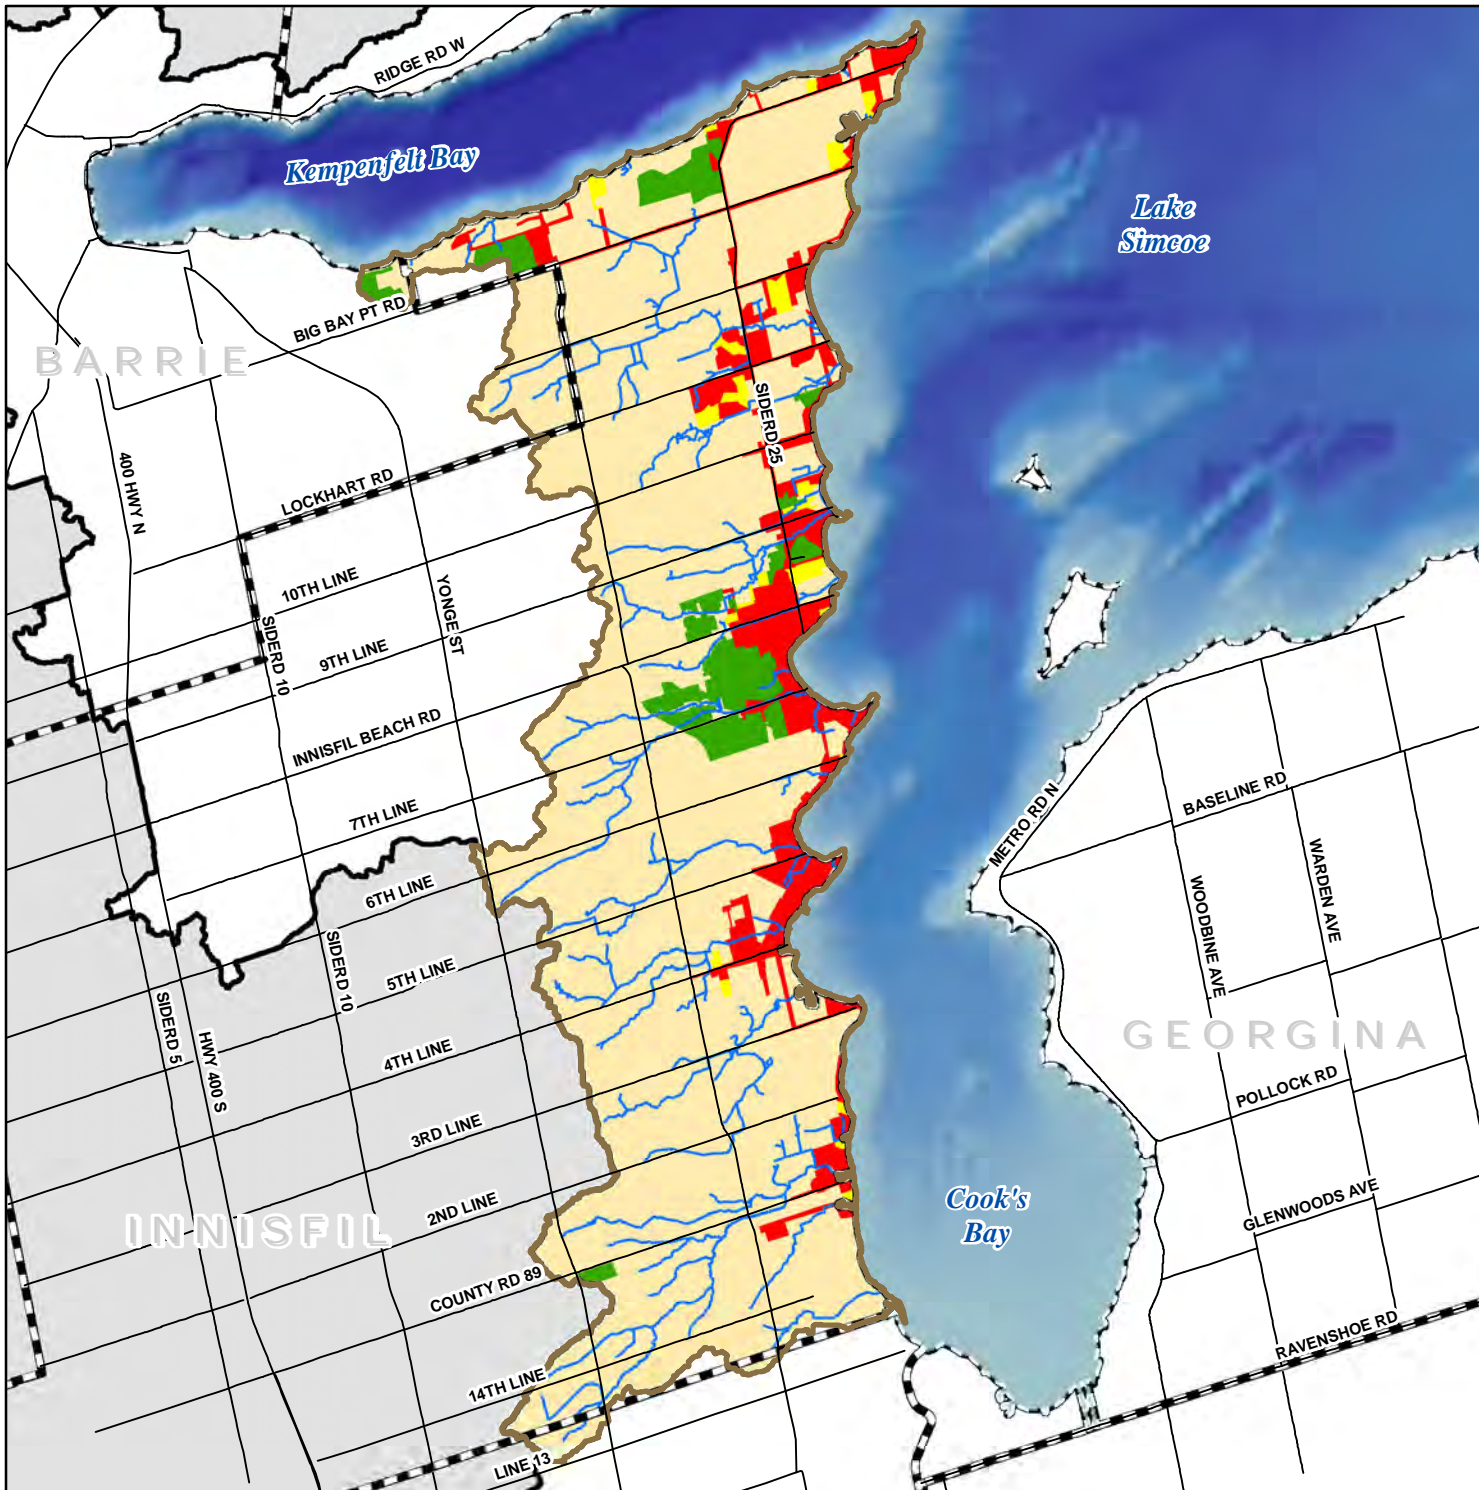 RIDGE RD W
Kempenfelt Bay
Lake
Simcoe
BIG BAY PT RD
BARRIE
SIDERD 25
400 HWY N
LOCKHART RD
10TH LINE
YONGE ST
SIDERD 10
9TH LINE
INNISFIL BEACH RD
7TH LINE
METRO RD N
BASELINE RD
WARDEN AVE
WOODBINE AVE
6TH LINE
SIDERD 10
5TH LINE
SIDERD 5
HWY 400 S
4TH LINE
GEORGINA
POLLOCK RD
3RD LINE
2ND LINE
INNISFIL
Cook's
Bay
GLENWOODS AVE
COUNTY RD 89
RAVENSHOE RD
14TH LINE
LINE 13